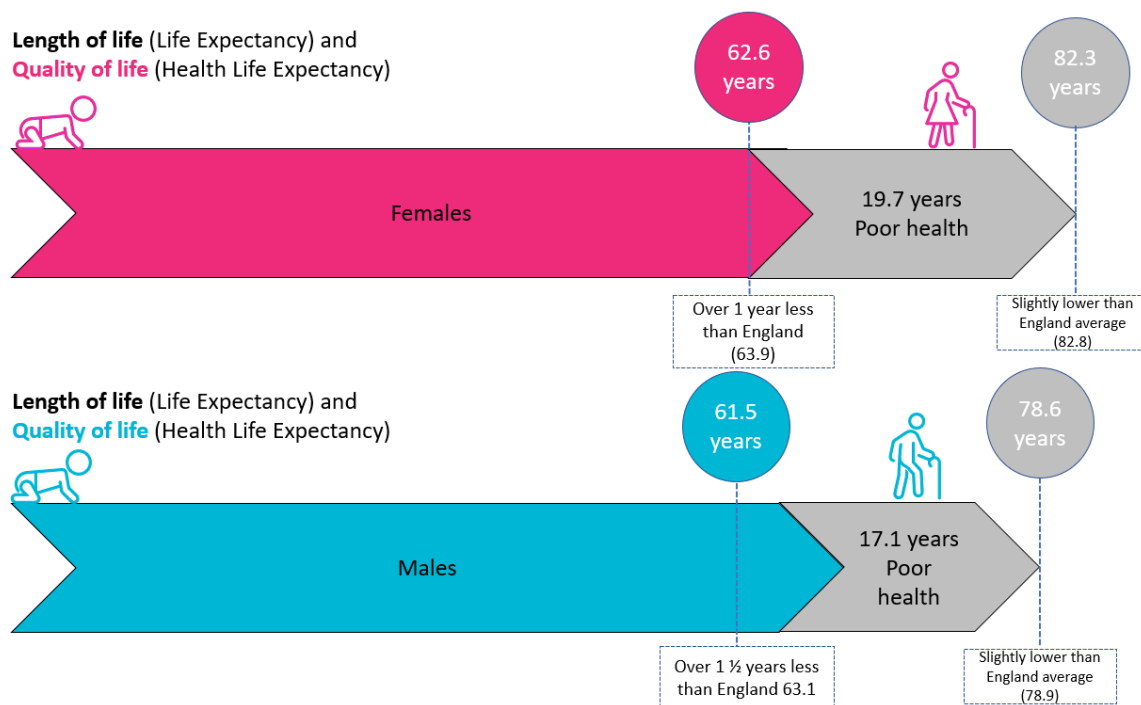 Length of life (Life Expectancy) and
Quality of life (Health Life Expectancy)
62.6
years
82.3
years
Females
19.7 years
Poor health
Over 1 year less
than England
(63.9)
Slightly lower than
England average
(82.8)
Length of life (Life Expectancy) and
Quality of life (Health Life Expectancy)
61.5
years
78.6
years
Males
17.1 years
Poor
health
Over 1 ½ years less
than England 63.1
Slightly lower than
England average
(78.9)